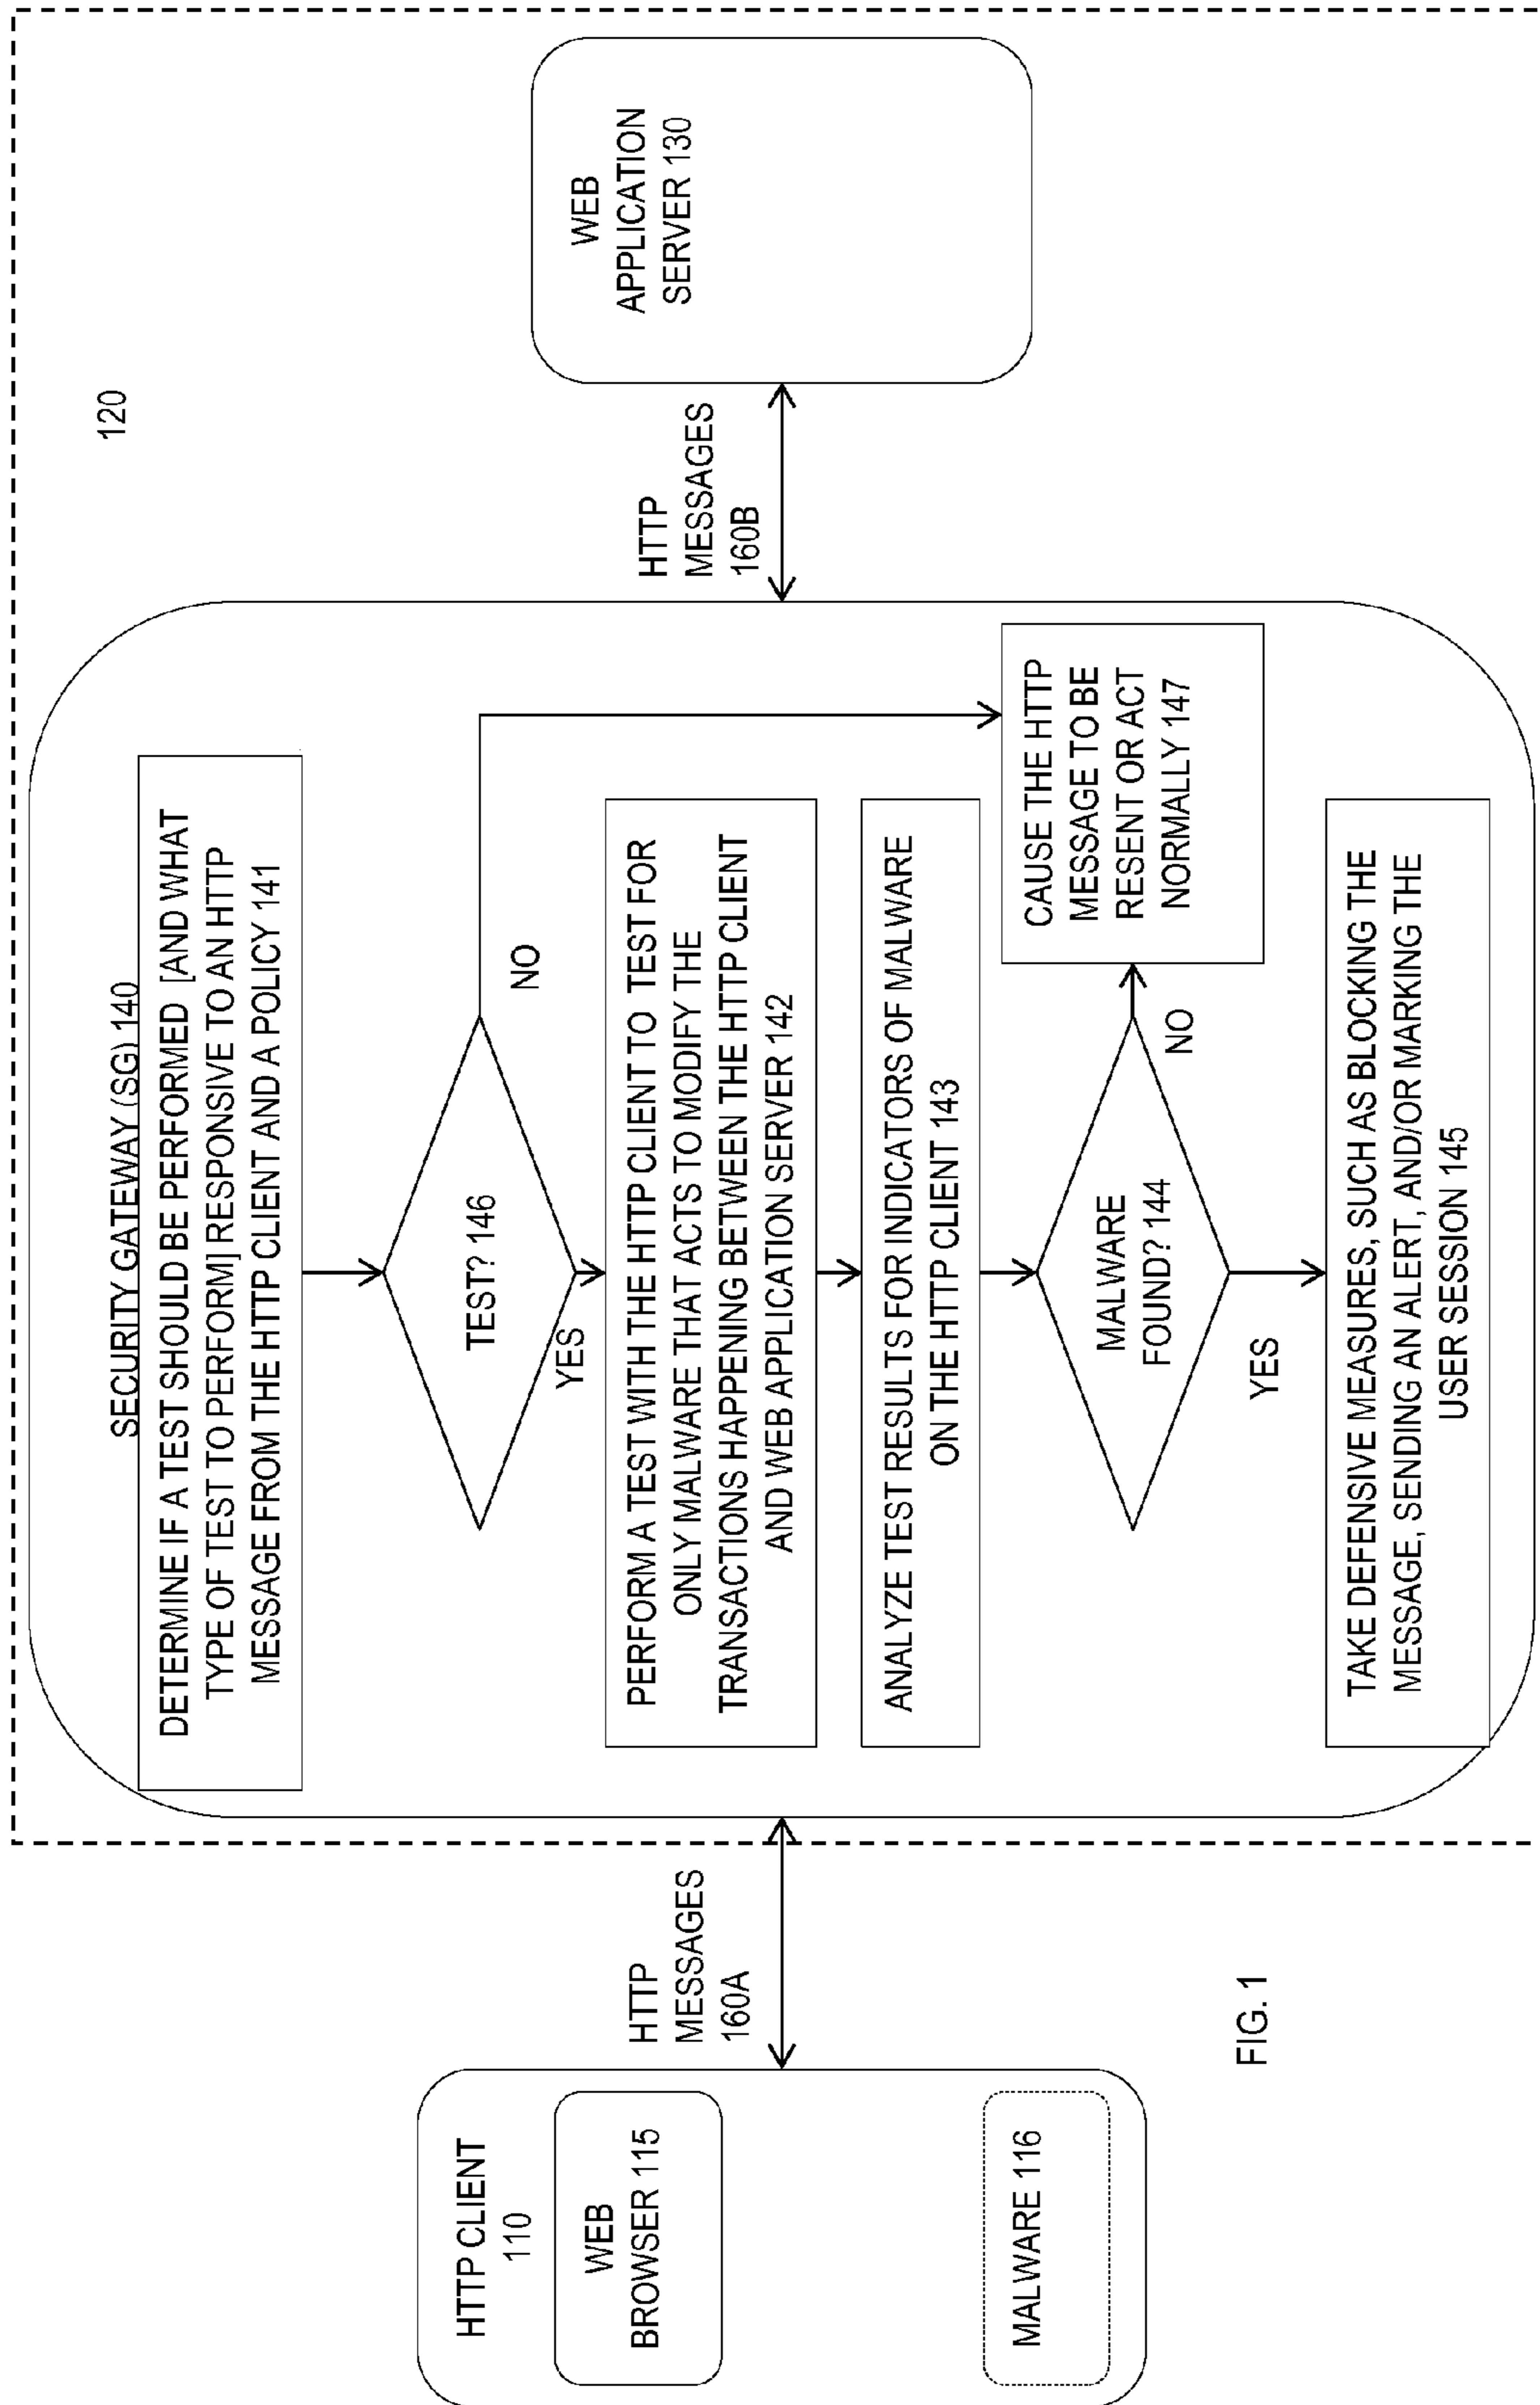 120
HTTP CLIENT
110
WEB
BROWSER 115
MALWARE 116
HTTP
MESSAGES
160A
SECURITY GATEWAY (SG) 140
DETERMINE IF A TEST SHOULD BE PERFORMED [AND WHAT
TYPE OF TEST TO PERFORM] RESPONSIVE TO AN HTTP
MESSAGE FROM THE HTTP CLIENT AND A POLICY 141
TEST? 146
NO
YES
PERFORM A TEST WITH THE HTTP CLIENT TO TEST FOR
ONLY MALWARE THAT ACTS TO MODIFY THE
TRANSACTIONS HAPPENING BETWEEN THE HTTP CLIENT
AND WEB APPLICATION SERVER 142
ANALYZE TEST RESULTS FOR INDICATORS OF MALWARE
ON THE HTTP CLIENT 143
MALWARE
FOUND? 144
NO
CAUSE THE HTTP
MESSAGE TO BE
RESENT OR ACT
NORMALLY 147
YES
TAKE DEFENSIVE MEASURES, SUCH AS BLOCKING THE
MESSAGE, SENDING AN ALERT, AND/OR MARKING THE
USER SESSION 145
HTTP
MESSAGES
160B
WEB
APPLICATION
SERVER 130
FIG. 1